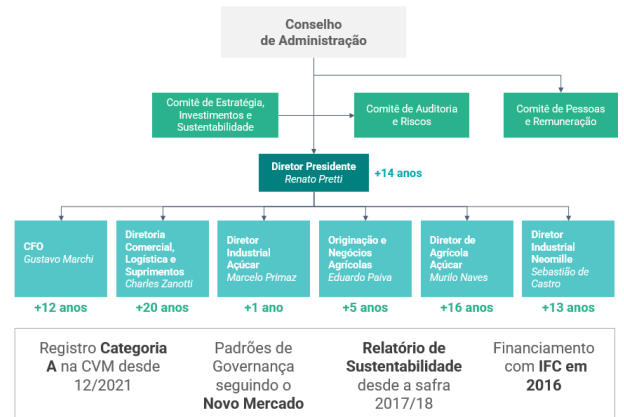 Conselho
de Administração
Comitê de Estratégia,
Investimentos e
Sustentabilidade
Comitê de Auditoria
e Riscos
Comitê de Pessoas
e Remuneração
Diretor Presidente
Renato Pretti
+14 anos
CFO
Gustavo Marchi
Diretoria
Comercial,
Logística e
Suprimentos
Charles Zanotti
Diretor
Industrial
Açúcar
Marcelo Primaz
Originação e
Negócios
Agrícolas
Eduardo Paiva
Diretor de
Agrícola
Açúcar
Murilo Naves
Diretor
Industrial
Neomille
Sebastião de
Castro
+12 anos
+20 anos
+1 ano
+5 anos
+16 anos
+13 anos
Registro Categoria
A na CVM desde
12/2021
Padrões de
Governança
seguindo o
Novo Mercado
Relatório de
Sustentabilidade
desde a safra
2017/18
Financiamento
com IFC em
2016